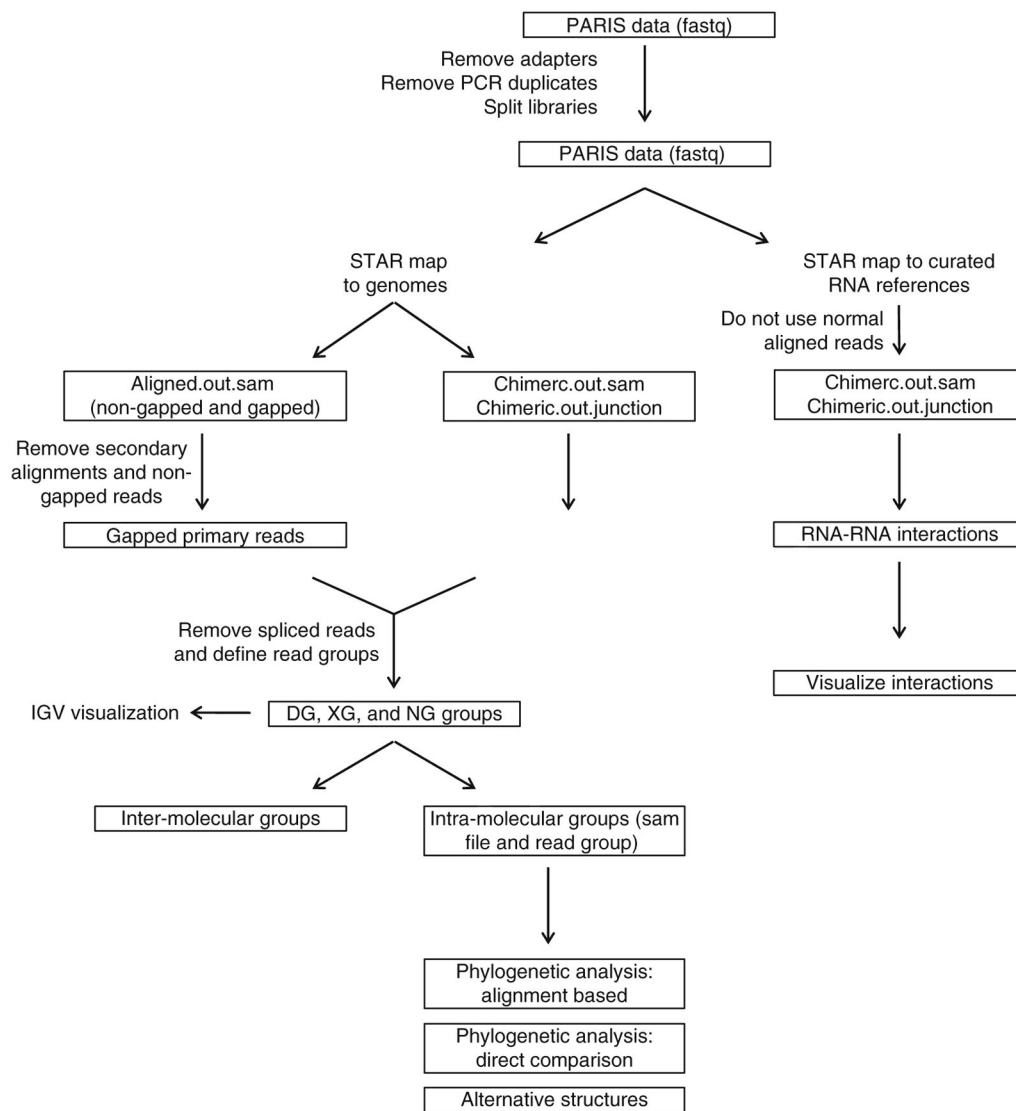 PARIS data (fastq)
Remove adapters
Remove PCR duplicates
Split libraries
PARIS data (fastq)
STAR map
to genomes
STAR map to curated
RNA references
Do not use normal
aligned reads
Aligned.out.sam
(non-gapped and gapped)
Chimerc.out.sam
Chimeric.out.junction
Chimerc.out.sam
Chimeric.out.junction
Remove secondary
alignments and non-
gapped reads
Gapped primary reads
RNA-RNA interactions
Remove spliced reads
and define read groups
Visualize interactions
IGV visualization
DG, XG, and NG groups
Inter-molecular groups
Intra-molecular groups (sam
file and read group)
Phylogenetic analysis:
alignment based
Phylogenetic analysis:
direct comparison
Alternative structures